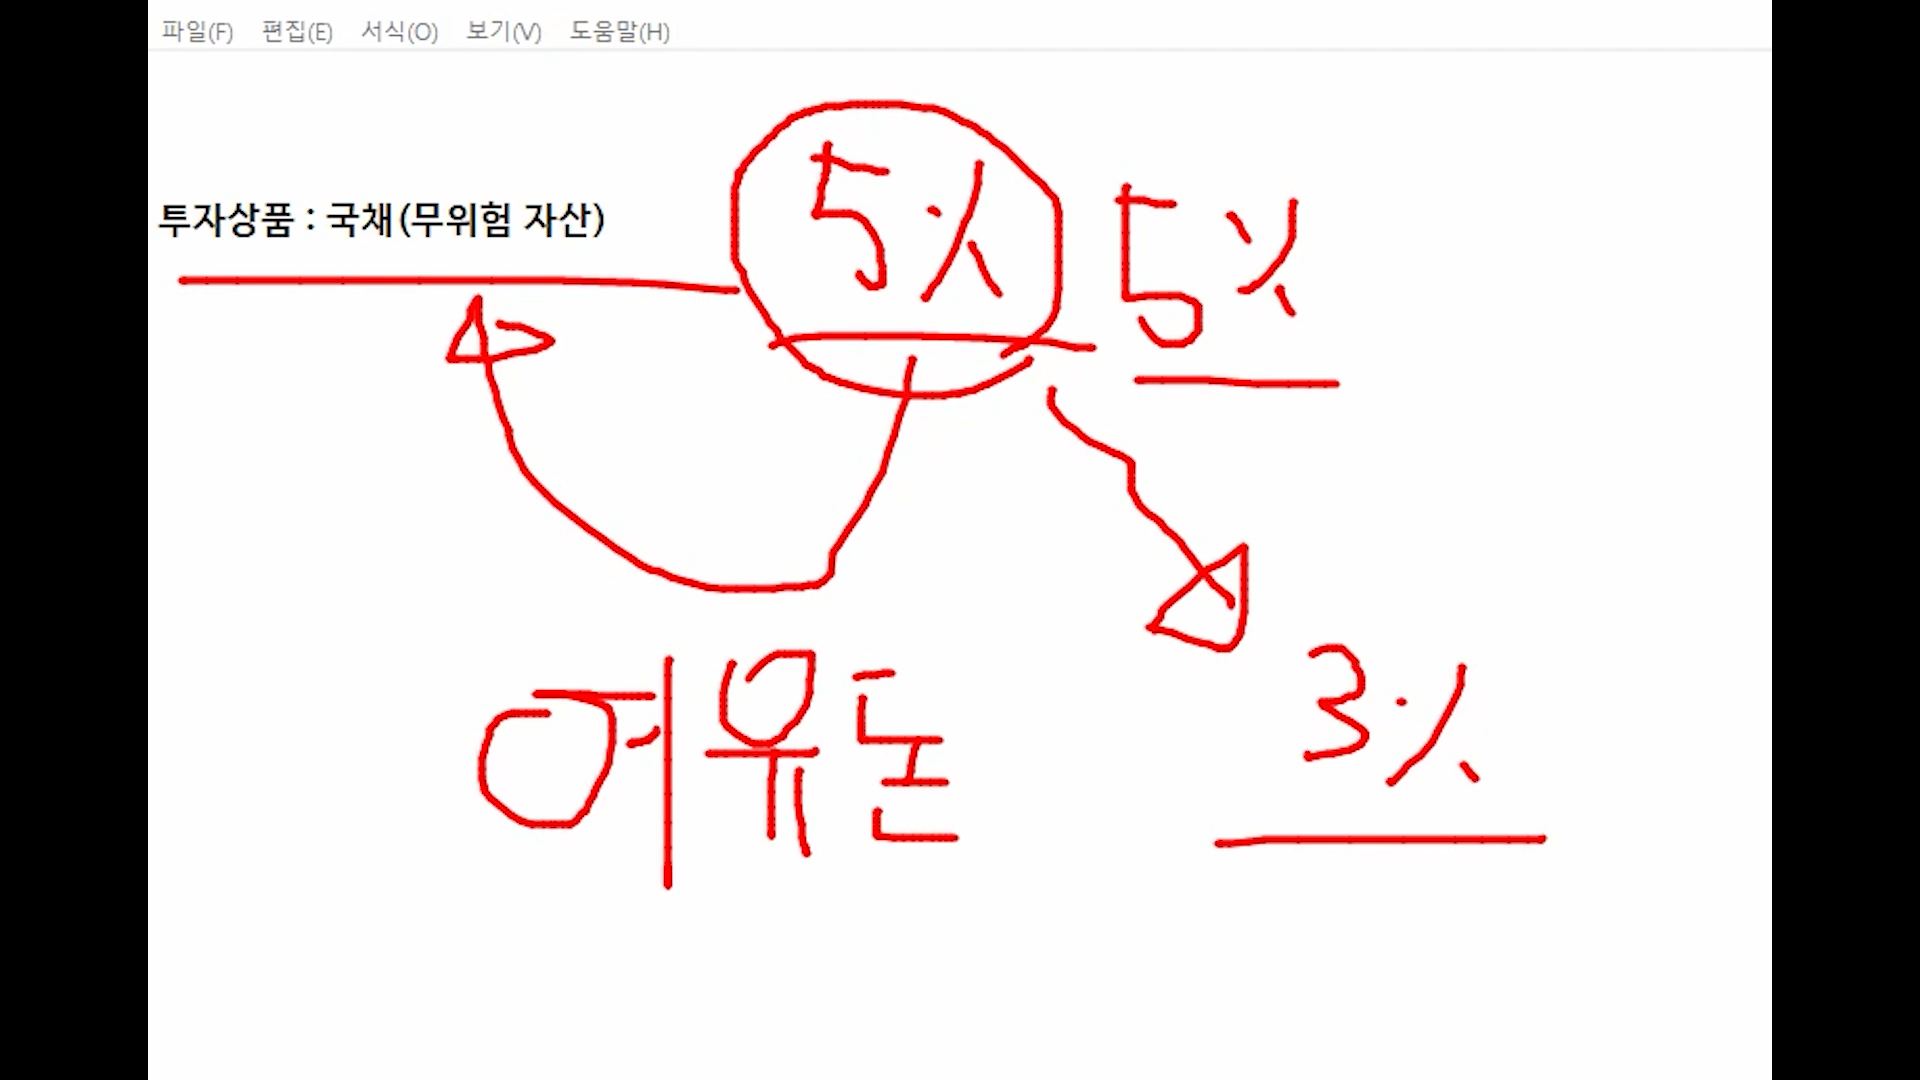 파일(F) 편집(E) 서식(O) 보기(V) 도움말(H)
투자상품 : 국채(무위험 자산) 5% 5%
여유돈 3%